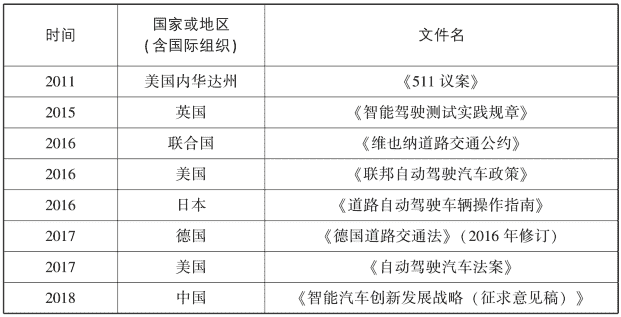 时间 国家或地区 文件名
(含国际组织)
2011 美国内华达州 《511 议案》
2015 英国 《智能驾驶测试实践规章》
2016 联合国 《维也纳道路交通公约》
2016 美国 《联邦自动驾驶汽车政策》
2016 日本 《道路自动驾驶车辆操作指南》
2017 德国 《德国道路交通法》(2016 年修订)
2017 美国 《自动驾驶汽车法案》
2018 中国 《智能汽车创新发展战略（征求意见稿）》